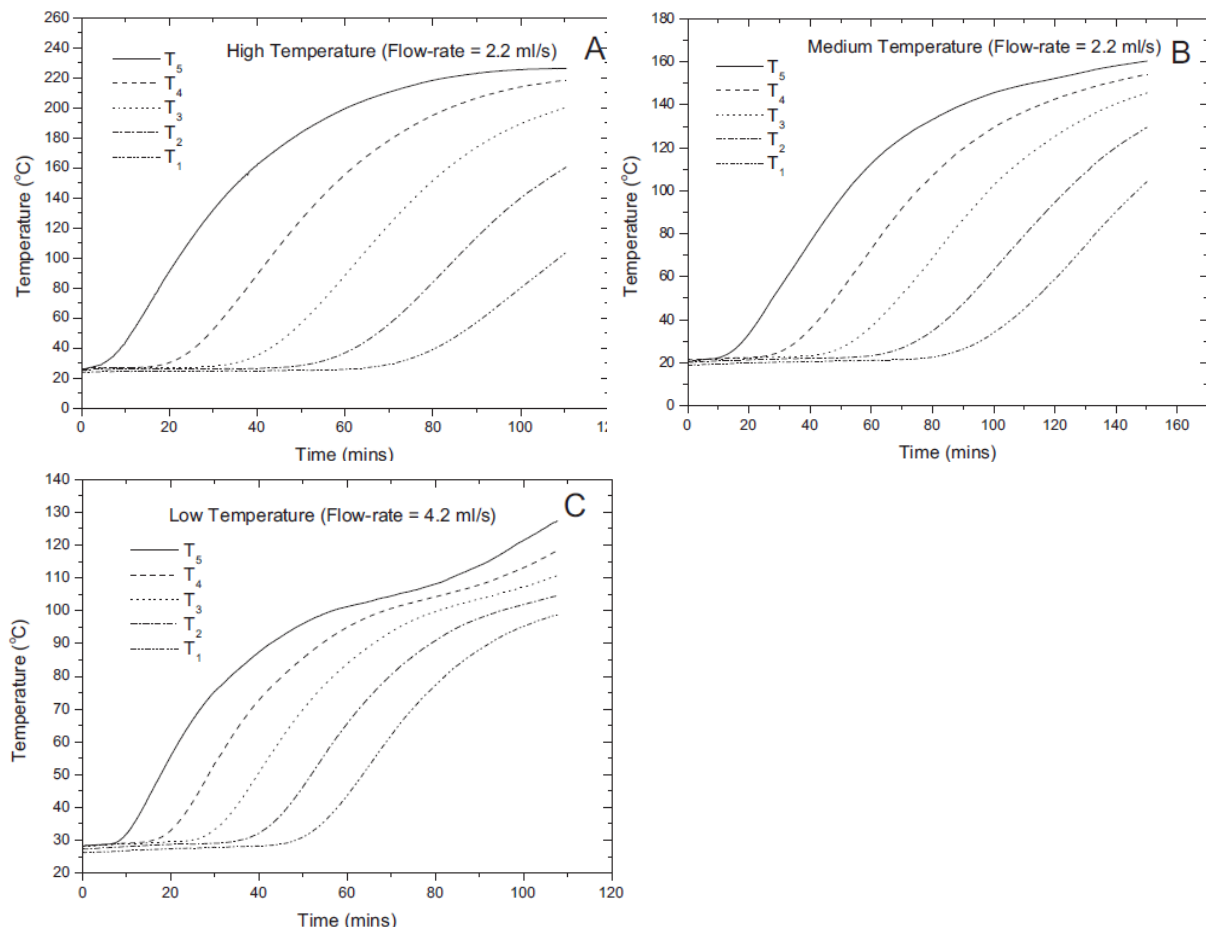 A
High Temperature (Flow-rate = 2.2 ml/s)
T5
T4
T3
T2
T1
Temperature (°C)
260
240
220
200
180
160
140
120
100
80
60
40
20
0
0 20 40 60 80 100 12
Time (mins)
B
Medium Temperature (Flow-rate = 2.2 ml/s)
T5
T4
T3
T2
T1
Temperature (°C)
180
160
140
120
100
80
60
40
20
0
0 20 40 60 80 100 120 140 160
Time (mins)
C
Low Temperature (Flow-rate = 4.2 ml/s)
T5
T4
T3
T2
T1
Temperature (°C)
140
130
120
110
100
90
80
70
60
50
40
30
20
0 20 40 60 80 100 120
Time (mins)